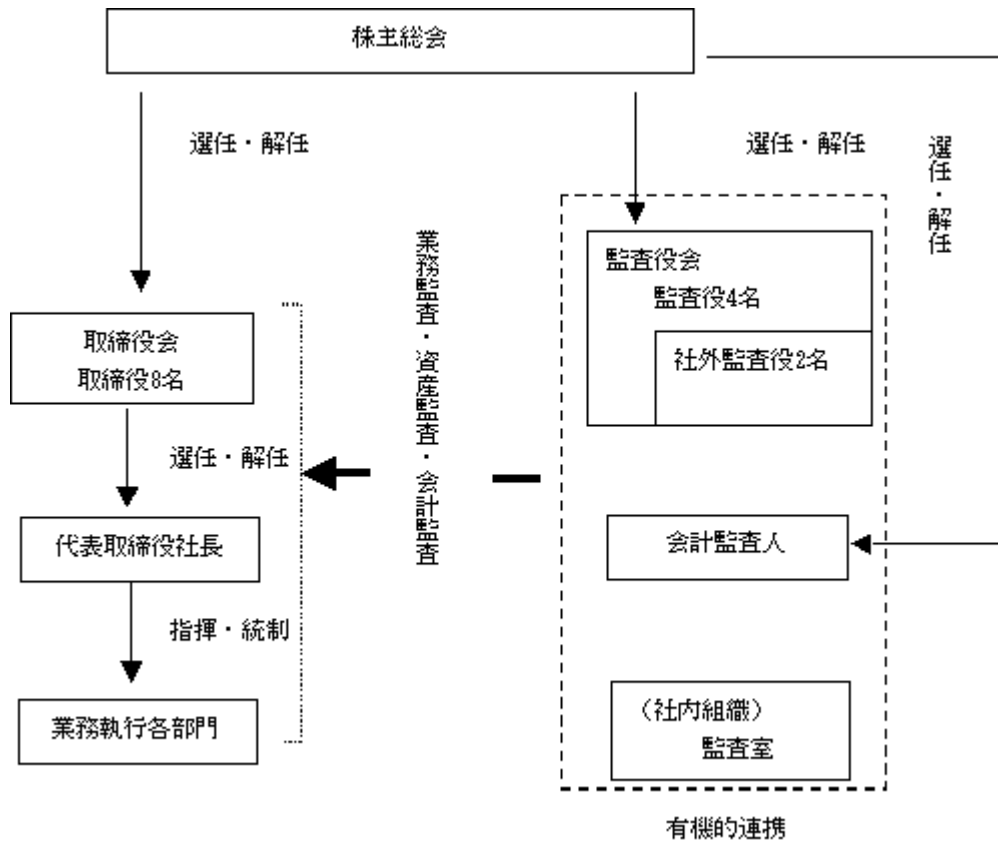 株主総会
選任・解任
選任・解任
選任・解任
業務監査・資産監査・会計監査
監査役会
監査役4名
社外監査役2名
取締役会
取締役8名
選任・解任
代表取締役社長
会計監査人
指揮・統制
業務執行各部門
（社内組織）
監査室
有機的連携